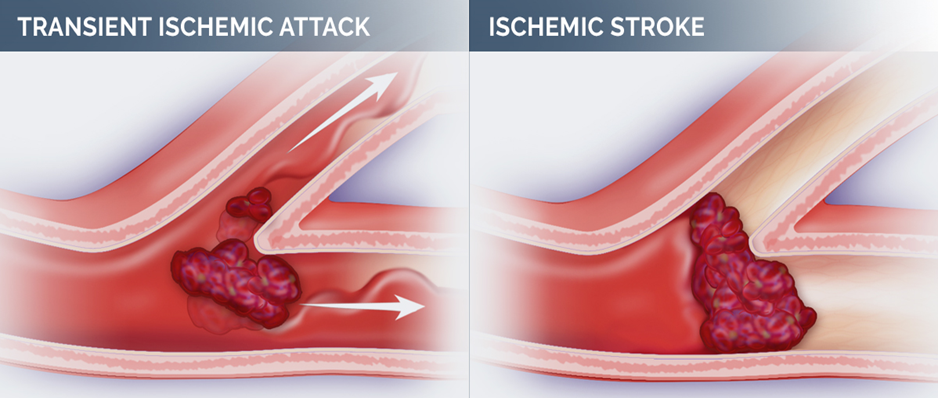 TRANSIENT ISCHEMIC ATTACK
ISCHEMIC STROKE